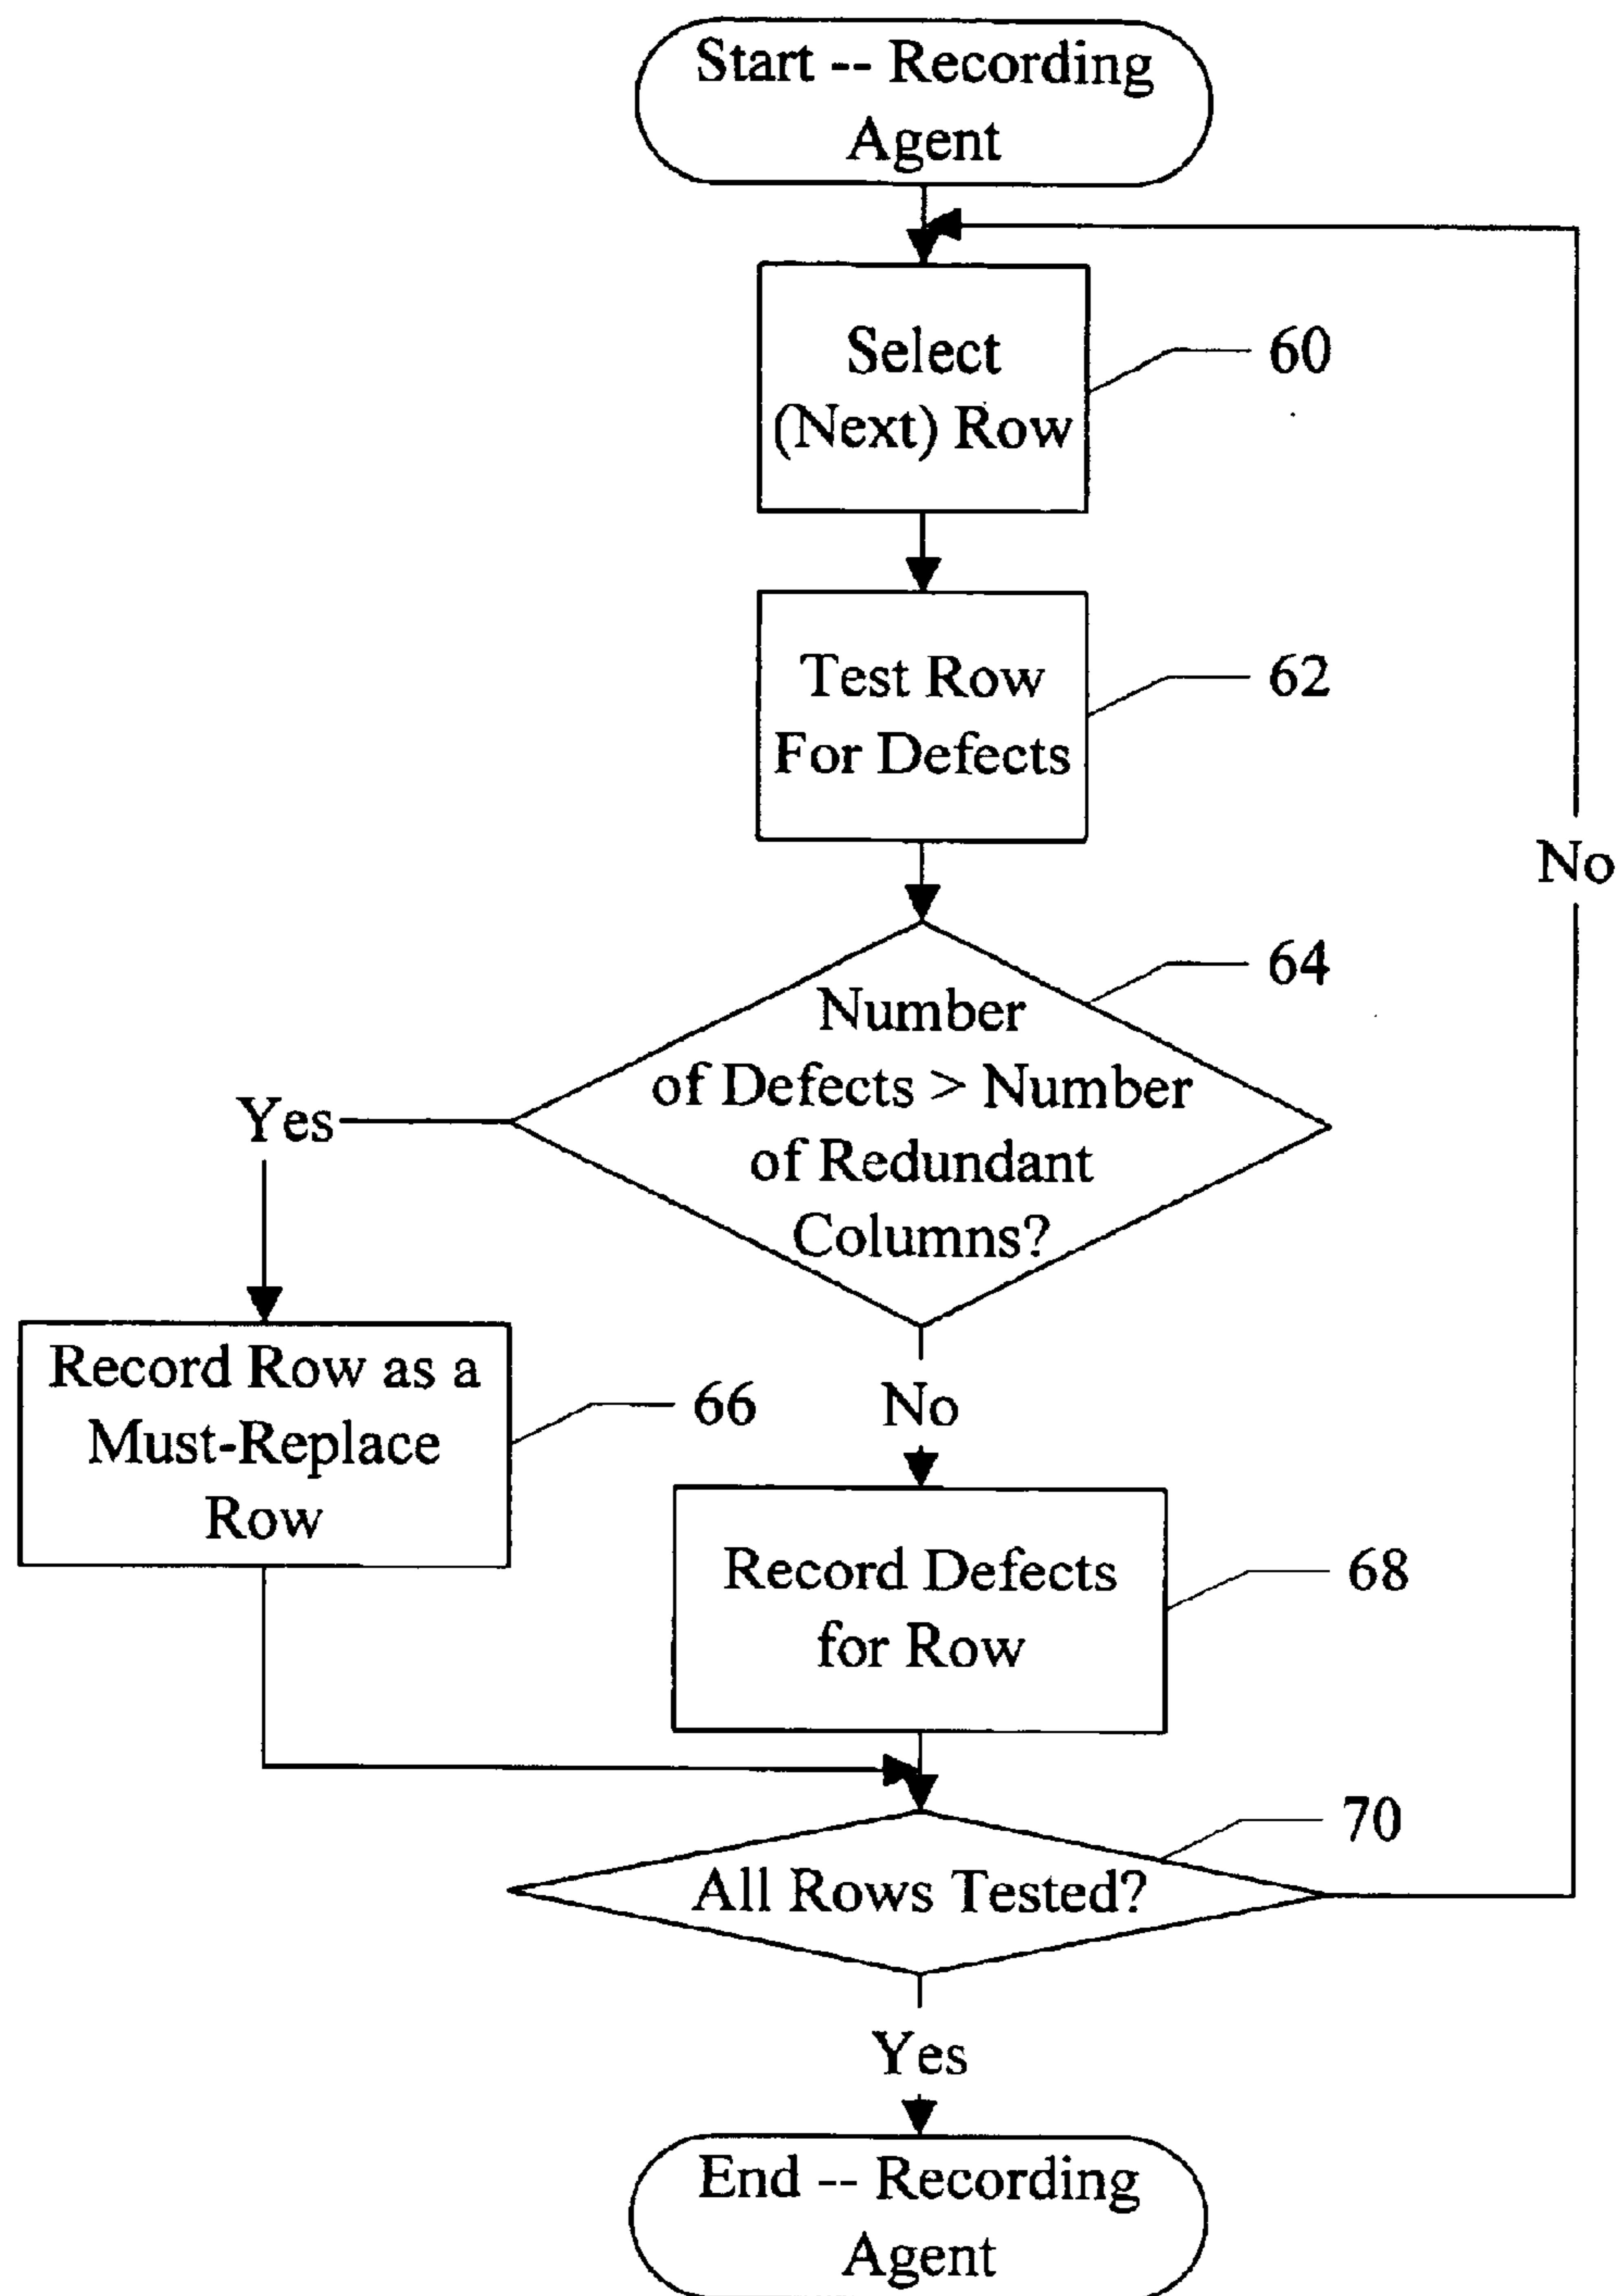 Start -- Recording
Agent
Select
(Next) Row
60
Test Row
For Defects
62
No
64
Number
of Defects > Number
of Redundant
Columns?
Yes
Record Row as a
Must-Replace
Row
66
No
Record Defects
for Row
68
70
All Rows Tested?
Yes
End -- Recording
Agent